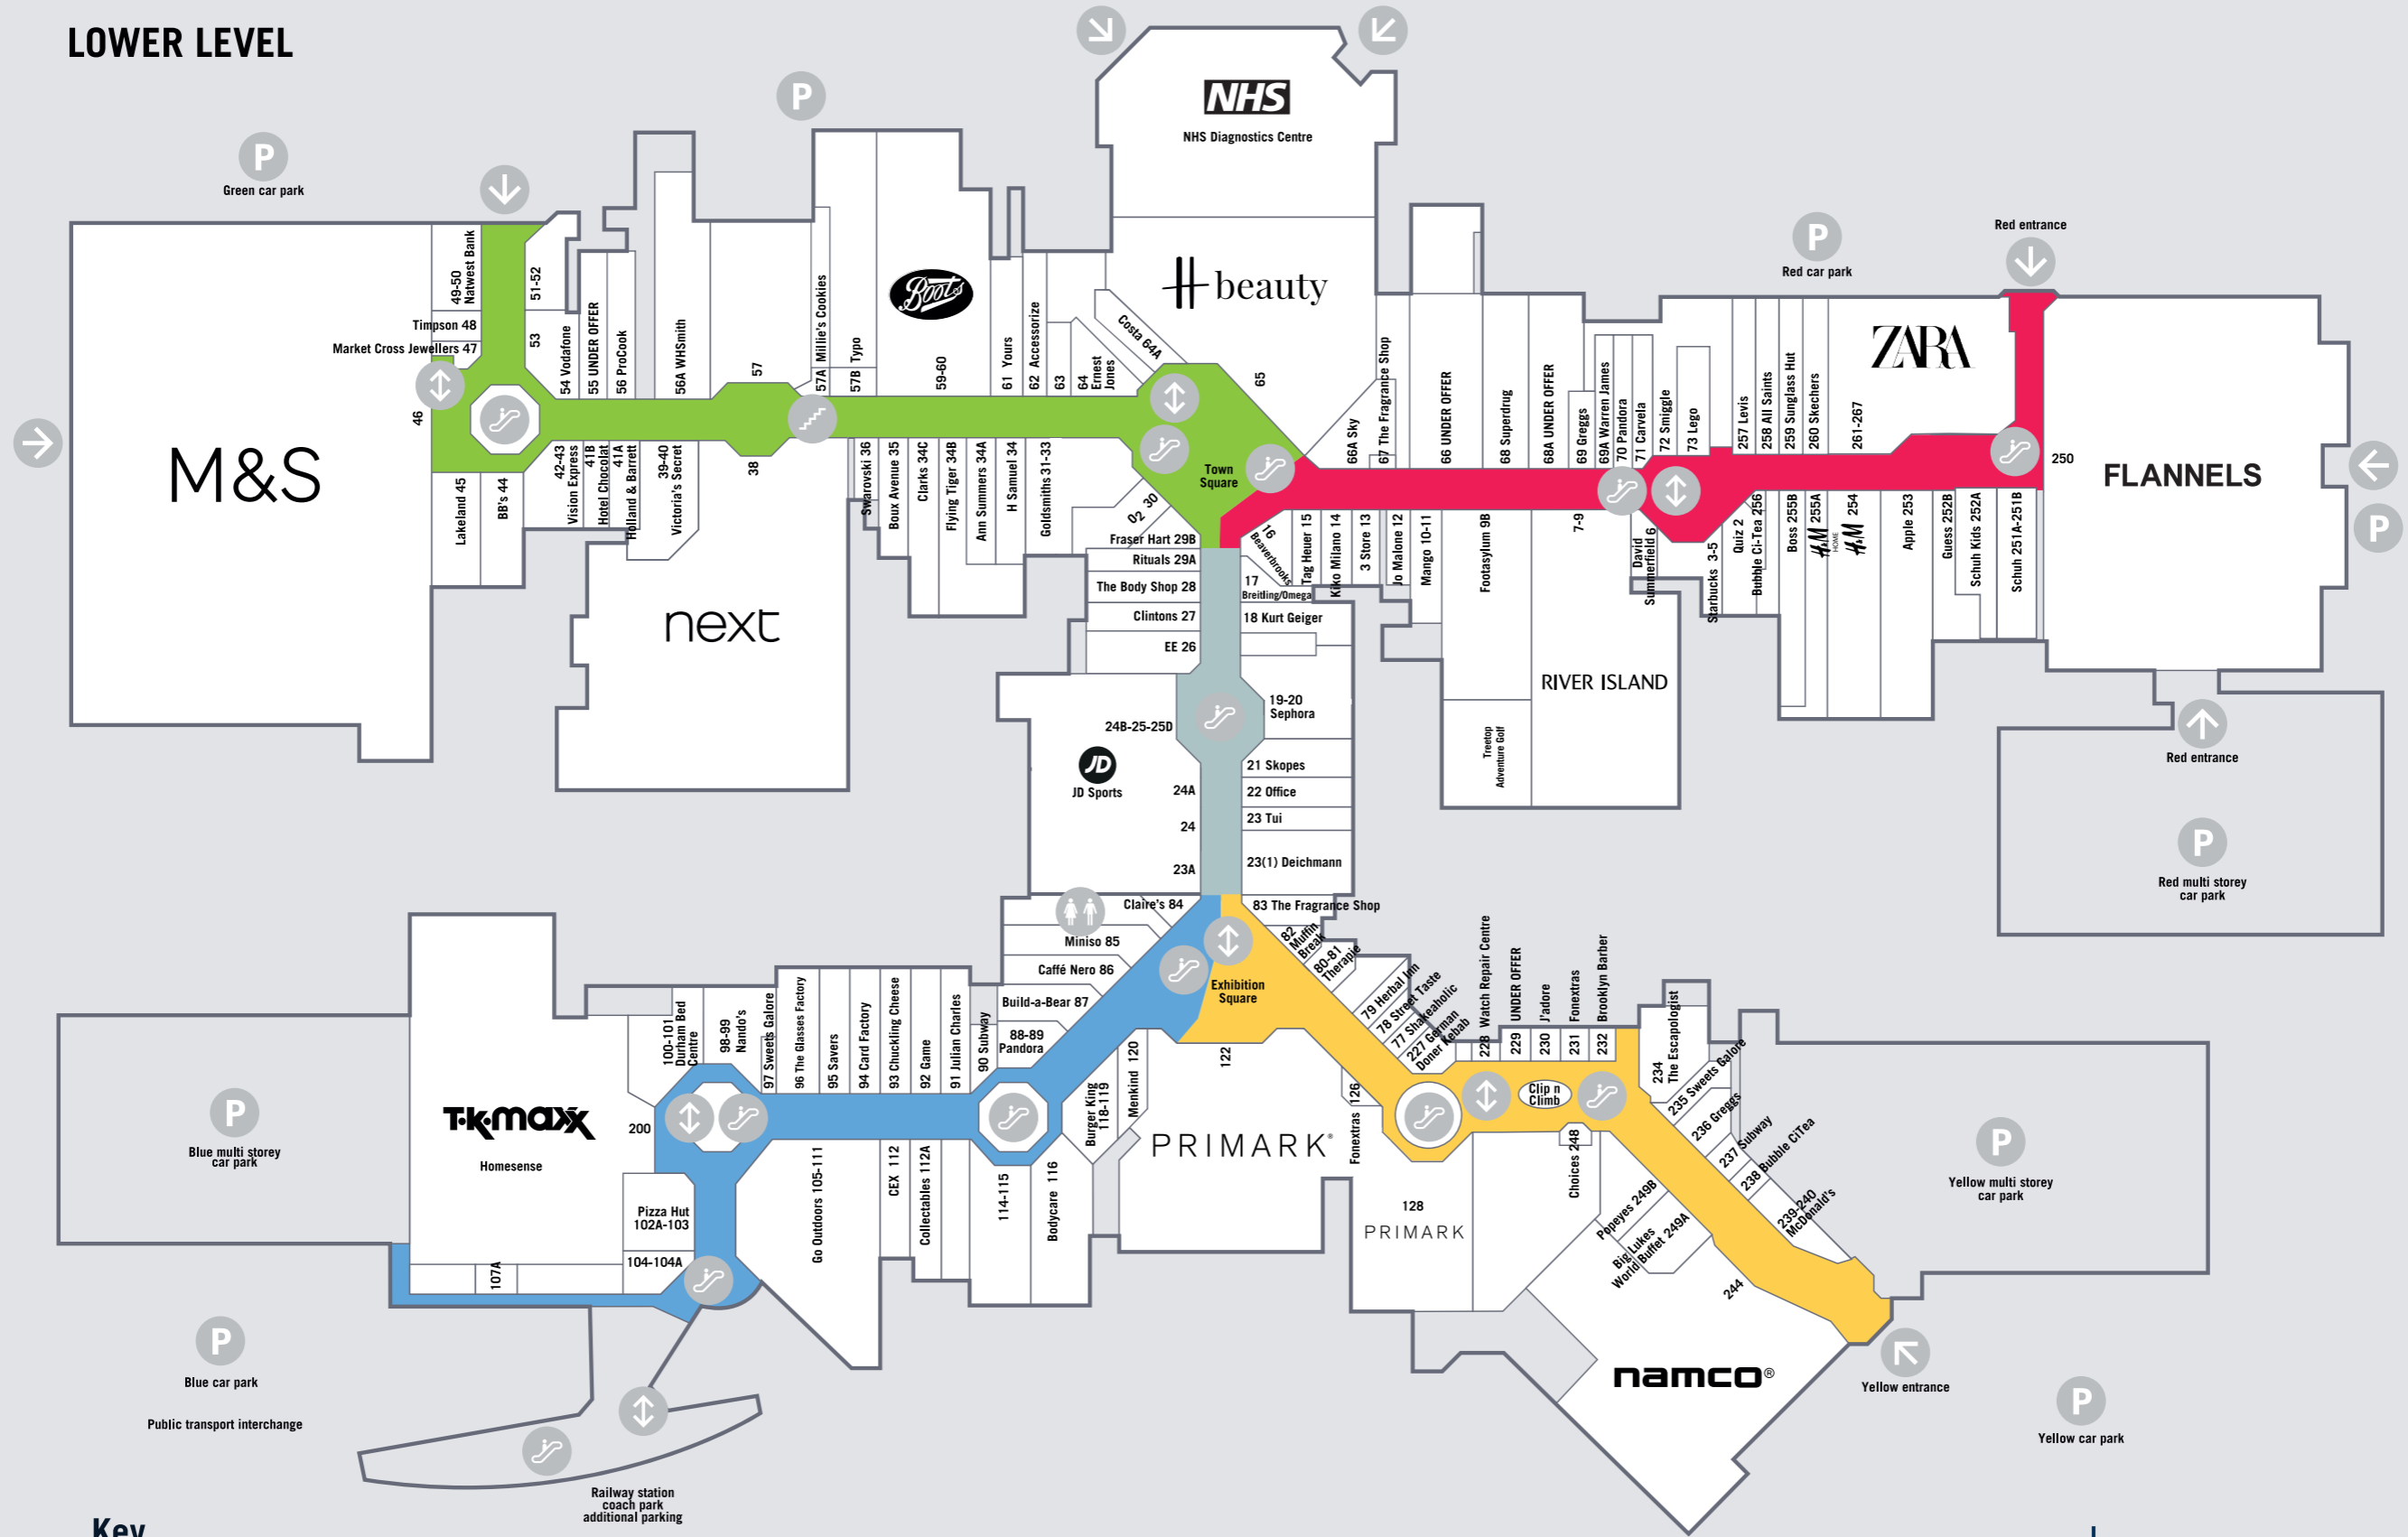 LOWER LEVEL
P
Green car park
P
NHS
NHS Diagnostics Centre
P
Red car park
Red entrance
49-50
Natwest Bank
Timpson 48
Market Cross Jewellers 47
51-52
53
54 Vodafone
55 UNDER OFFER
56 ProCook
56A WHSmith
57
57A Millie's Cookies
57B Typo
Boots
59-60
61 Yours
62 Accessorize
63
64
Ernest
Jones
Costa 64A
H beauty
65
66A Sky
67 The Fragrance Shop
66 UNDER OFFER
68 Superdrug
68A UNDER OFFER
69 Greggs
69A Warren James
70 Pandora
71 Carvela
72 Smiggle
73 Lego
257 Levis
258 All Saints
259 Sunglass Hut
260 Skechers
261-267
ZARA
M&S
46
Lakeland 45
BB's 44
42-43
Vision Express
41B
Hotel Chocolat
41A
Holland & Barrett
39-40
Victoria's Secret
38
next
Swarovski 36
Boux Avenue 35
Clarks 34C
Flying Tiger 34B
Ann Summers 34A
H Samuel 34
Goldsmiths 31-33
O2 30
Town
Square
Fraser Hart 29B
Rituals 29A
The Body Shop 28
Clintons 27
EE 26
16
Beaverbrooks
Tag Heuer 15
Kiko Milano 14
3 Store 13
Jo Malone 12
Mango 10-11
Footasylum 9B
7-9
RIVER ISLAND
Treetop
Adventure Golf
David
Summerfield 6
Starbucks 3-5
Quiz 2
Bubble Ci-Tea 256
Boss 255B
H&M 255A
HOME
H&M 254
Apple 253
Guess 252B
Schuh Kids 252A
Schuh 251A-251B
250
FLANNELS
P
Red entrance
P
Red multi storey
car park
17
Breitling/Omega
18 Kurt Geiger
19-20
Sephora
21 Skopes
22 Office
23 Tui
23(1) Deichmann
24B-25-25D
JD
JD Sports
24A
24
23A
Claire's 84
Miniso 85
Caffé Nero 86
Build-a-Bear 87
88-89
Pandora
83 The Fragrance Shop
82
Muffin
Break
80-81
Therapie
79 Herbal Inn
78 Street Taste
77 Shakeaholic
227 German
Doner Kebab
Exhibition
Square
228 Watch Repair Centre
229 UNDER OFFER
230 J'adore
231 Fonextras
232 Brooklyn Barber
234
The Escapologist
235 Sweets Galore
236 Greggs
237 Subway
238 Bubble CiTea
239-240
McDonald's
Clip n
Climb
Choices 248
Popeyes 249B
Big Lukes
World Buffet 249A
244
namco®
Yellow entrance
P
Yellow multi storey
car park
P
Yellow car park
122
Fonextras 126
128
PRIMARK
PRIMARK®
Menkind 120
Burger King
118-119
Bodycare 116
114-115
Collectables 112A
CEX 112
Go Outdoors 105-111
90 Subway
91 Julian Charles
92 Game
93 Chuckling Cheese
94 Card Factory
95 Savers
96 The Glasses Factory
97 Sweets Galore
98-99
Nando's
100-101
Durham Bed
Centre
200
T·K·maxx
Homesense
Pizza Hut
102A-103
104-104A
107A
P
Blue multi storey
car park
P
Blue car park
Public transport interchange
Railway station
coach park
additional parking
Key